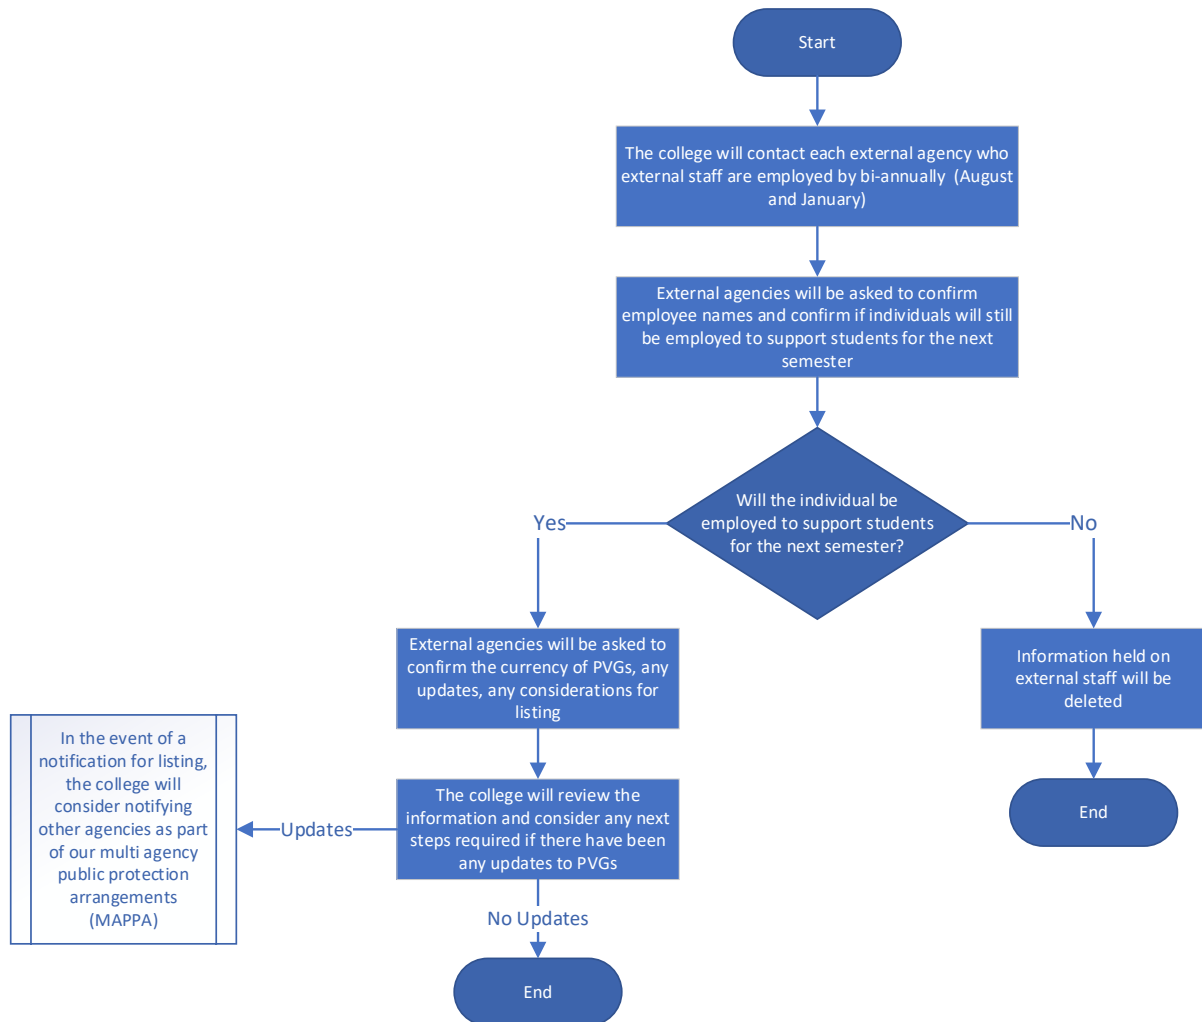 Start
The college will contact each external agency who
external staff are employed by bi-annually  (August
and January)
External agencies will be asked to confirm
employee names and confirm if individuals will still
be employed to support students for the next
semester
Will the individual be
employed to support students
for the next semester?
Yes
No
External agencies will be asked to
confirm the currency of PVGs, any
updates, any considerations for
listing
Information held on
external staff will be
deleted
In the event of a
notification for listing,
the college will
consider notifying
other agencies as part
of our multi agency
public protection
arrangements
(MAPPA)
Updates
The college will review the
information and consider any next
steps required if there have been
any updates to PVGs
End
No Updates
End